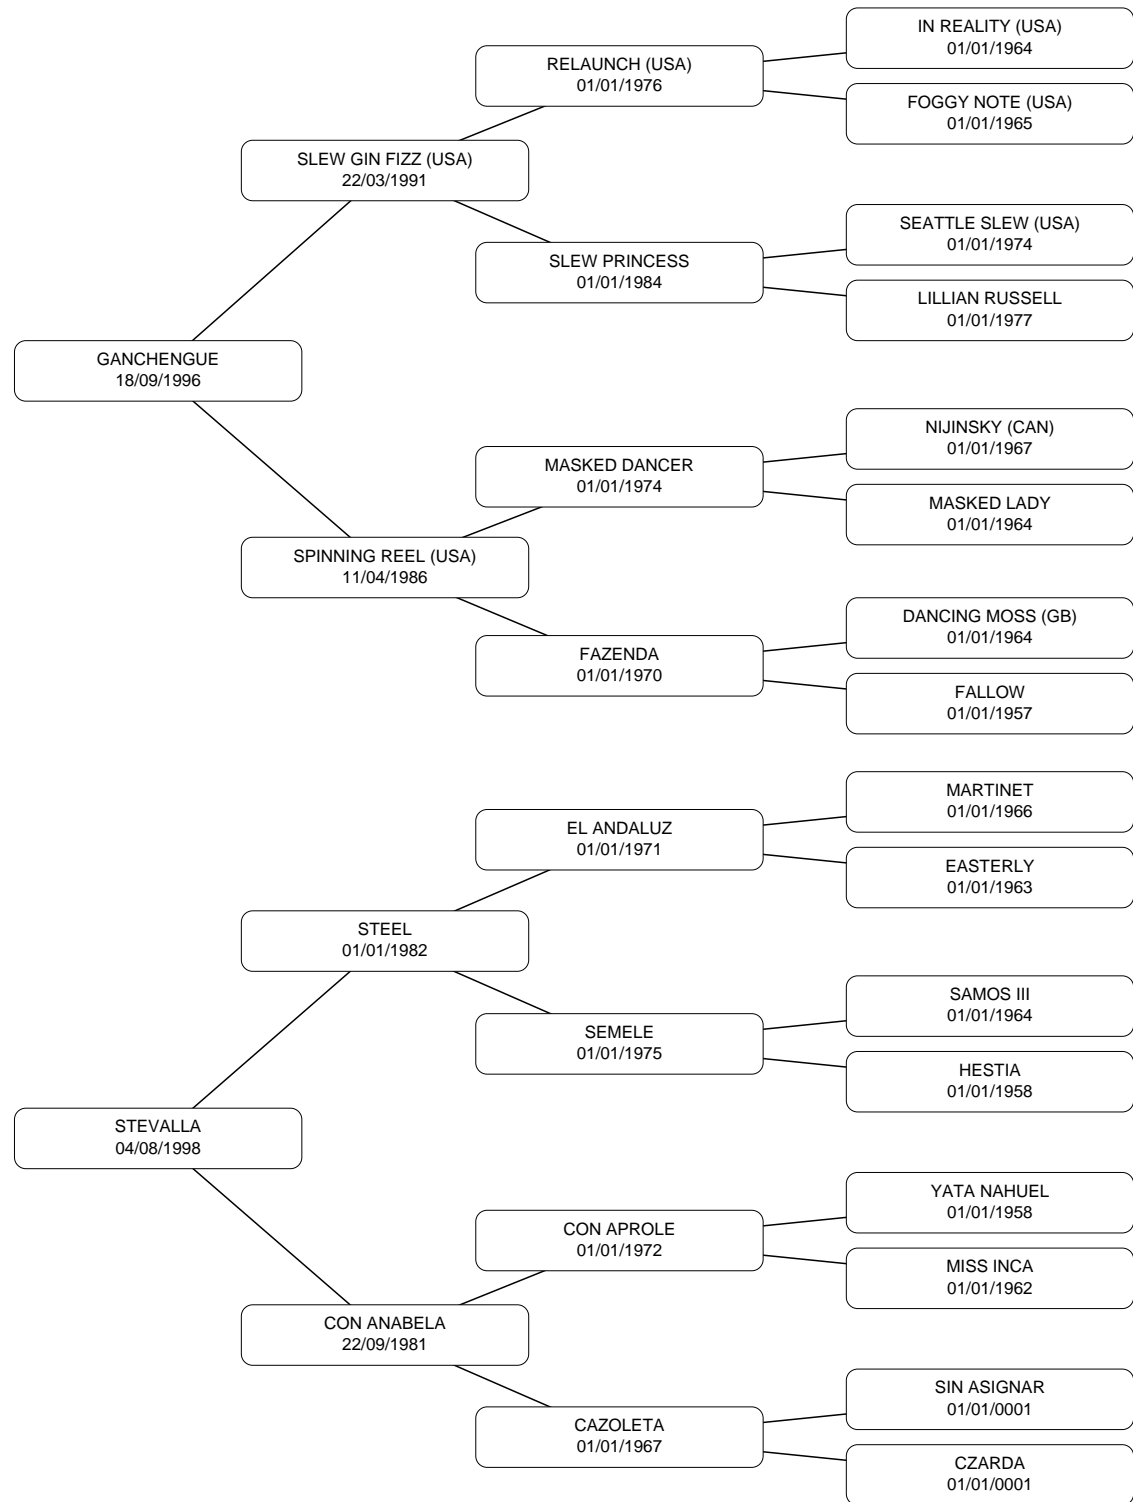 IN REALITY (USA)
01/01/1964
RELAUNCH (USA)
01/01/1976
FOGGY NOTE (USA)
01/01/1965
SLEW GIN FIZZ (USA)
22/03/1991
SEATTLE SLEW (USA)
01/01/1974
SLEW PRINCESS
01/01/1984
LILLIAN RUSSELL
01/01/1977
GANCHENGUE
18/09/1996
NIJINSKY (CAN)
01/01/1967
MASKED DANCER
01/01/1974
MASKED LADY
01/01/1964
SPINNING REEL (USA)
11/04/1986
DANCING MOSS (GB)
01/01/1964
FAZENDA
01/01/1970
FALLOW
01/01/1957
MARTINET
01/01/1966
EL ANDALUZ
01/01/1971
EASTERLY
01/01/1963
STEEL
01/01/1982
SAMOS III
01/01/1964
SEMELE
01/01/1975
HESTIA
01/01/1958
STEVALLA
04/08/1998
YATA NAHUEL
01/01/1958
CON APROLE
01/01/1972
MISS INCA
01/01/1962
CON ANABELA
22/09/1981
SIN ASIGNAR
01/01/0001
CAZOLETA
01/01/1967
CZARDA
01/01/0001